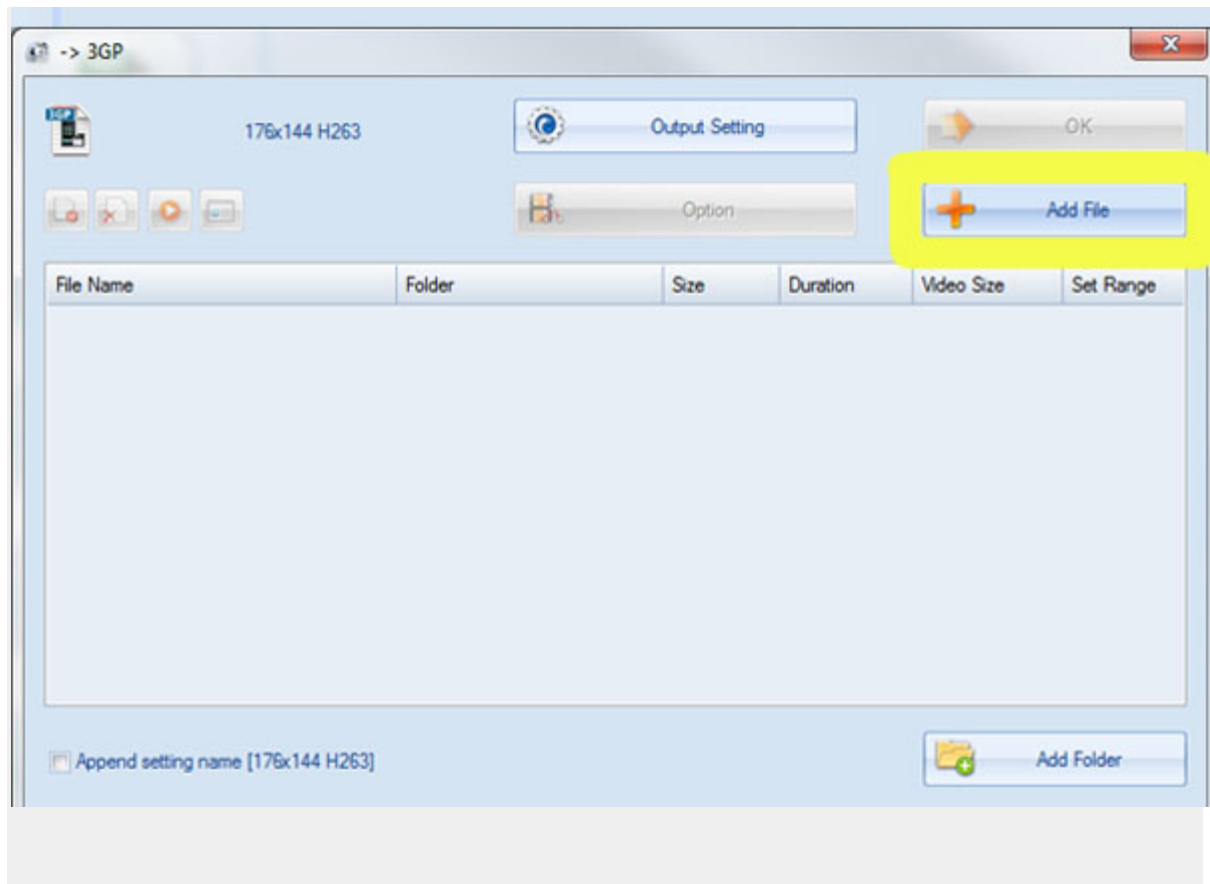 -> 3GP
3GP
176x144 H263
Output Setting
OK
Option
Add File
File Name Folder Size Duration Video Size Set Range
Append setting name [176x144 H263]
Add Folder